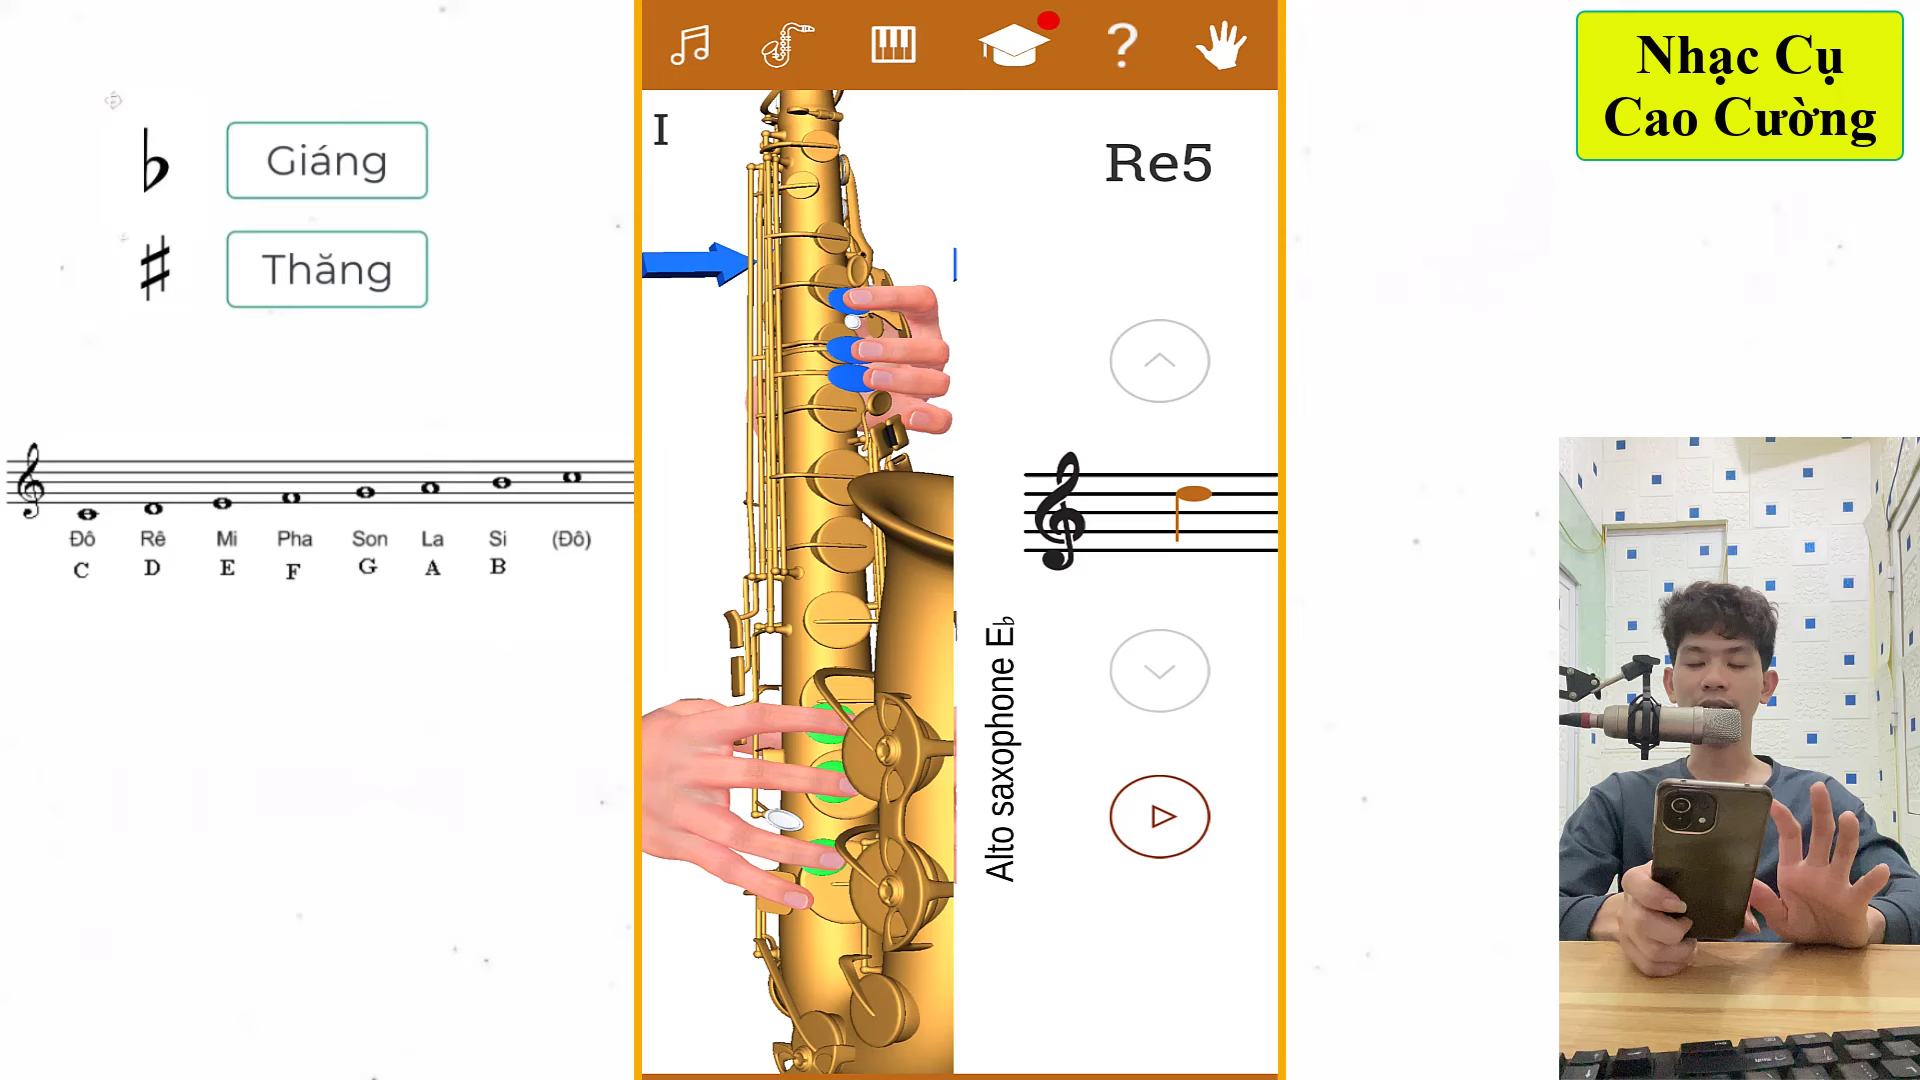 ♭ Giáng
♯ Thăng
Đô Rê Mi Pha Son La Si (Đô)
C D E F G A B
?
I
Re5
Alto saxophone E♭
Nhạc Cụ
Cao Cường